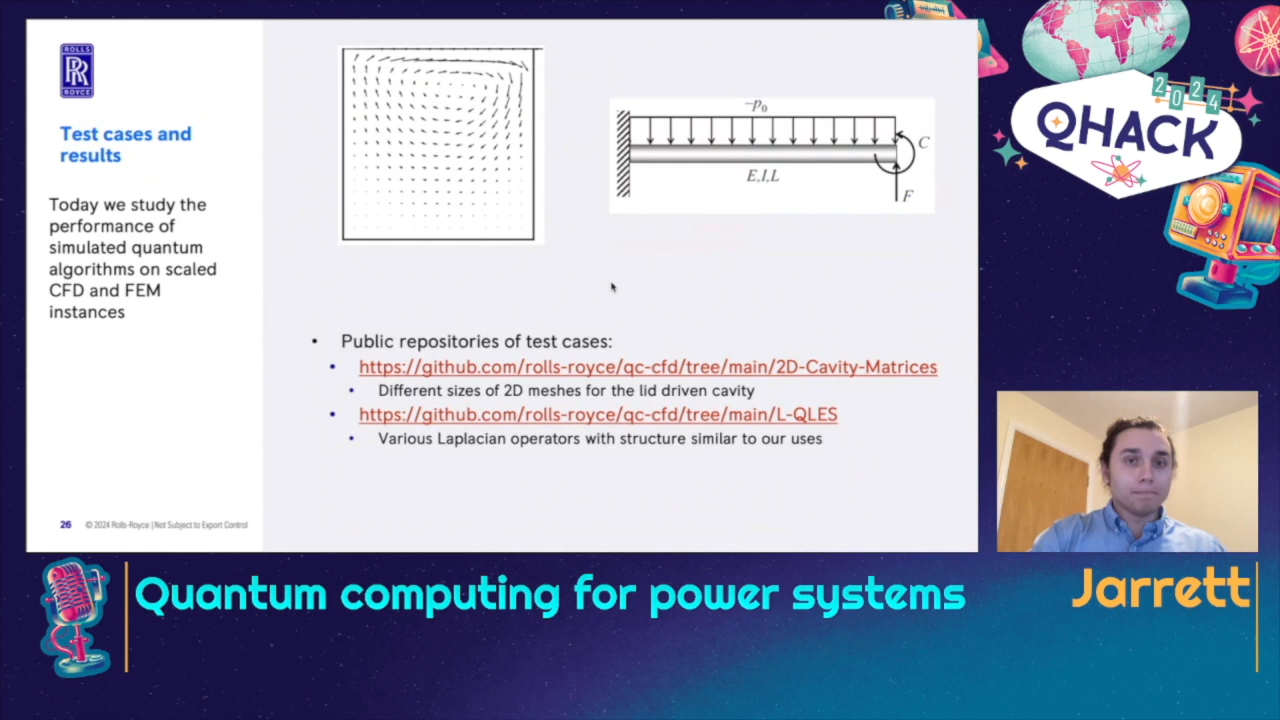 ROLLS
RR
ROYCE
Test cases and
results
Today we study the
performance of
simulated quantum
algorithms on scaled
CFD and FEM
instances
26 © 2024 Rolls-Royce | Not Subject to Export Control
-p₀
C
E,I,L
F
• Public repositories of test cases:
• https://github.com/rolls-royce/qc-cfd/tree/main/2D-Cavity-Matrices
• Different sizes of 2D meshes for the lid driven cavity
• https://github.com/rolls-royce/qc-cfd/tree/main/L-QLES
• Various Laplacian operators with structure similar to our uses
2024
QHACK
Quantum computing for power systems
Jarrett